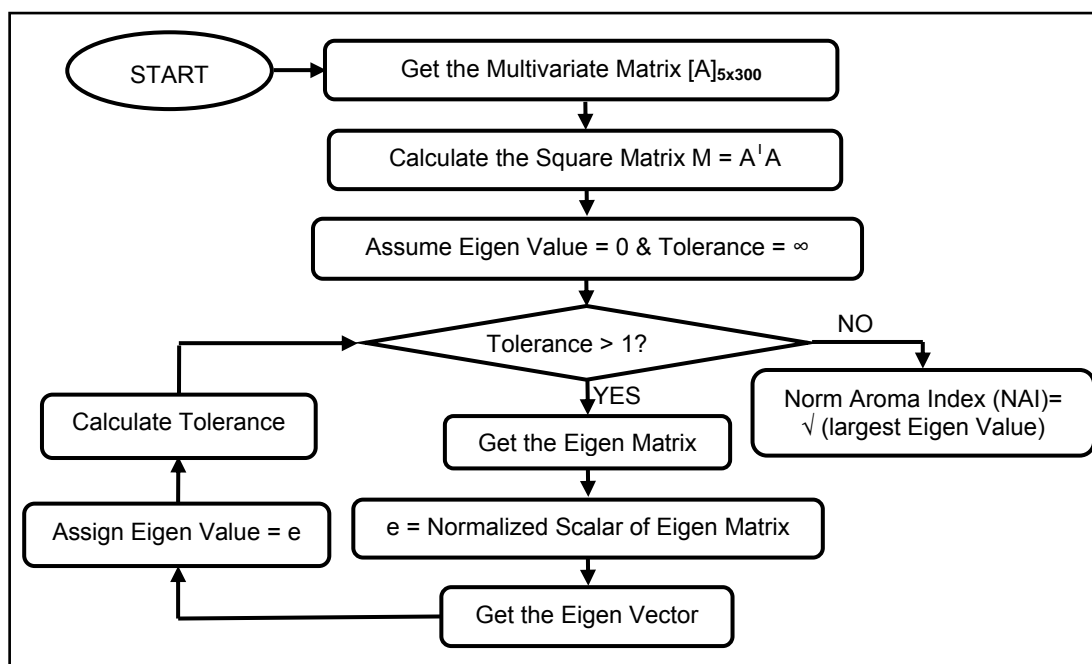 START
Get the Multivariate Matrix [A]5x300
Calculate the Square Matrix M = AᑊA
Assume Eigen Value = 0 & Tolerance = ∞
Tolerance > 1?
NO
YES
Norm Aroma Index (NAI)=
√ (largest Eigen Value)
Calculate Tolerance
Get the Eigen Matrix
Assign Eigen Value = e
e = Normalized Scalar of Eigen Matrix
Get the Eigen Vector